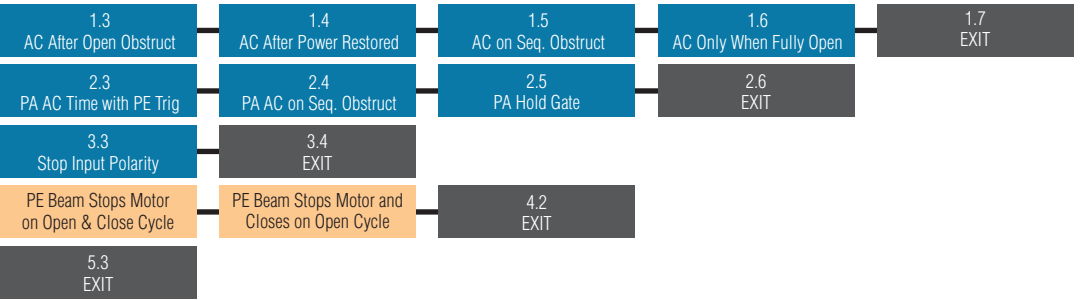 1.3
AC After Open Obstruct
1.4
AC After Power Restored
1.5
AC on Seq. Obstruct
1.6
AC Only When Fully Open
1.7
EXIT
2.3
PA AC Time with PE Trig
2.4
PA AC on Seq. Obstruct
2.5
PA Hold Gate
2.6
EXIT
3.3
Stop Input Polarity
3.4
EXIT
PE Beam Stops Motor
on Open & Close Cycle
PE Beam Stops Motor and
Closes on Open Cycle
4.2
EXIT
5.3
EXIT